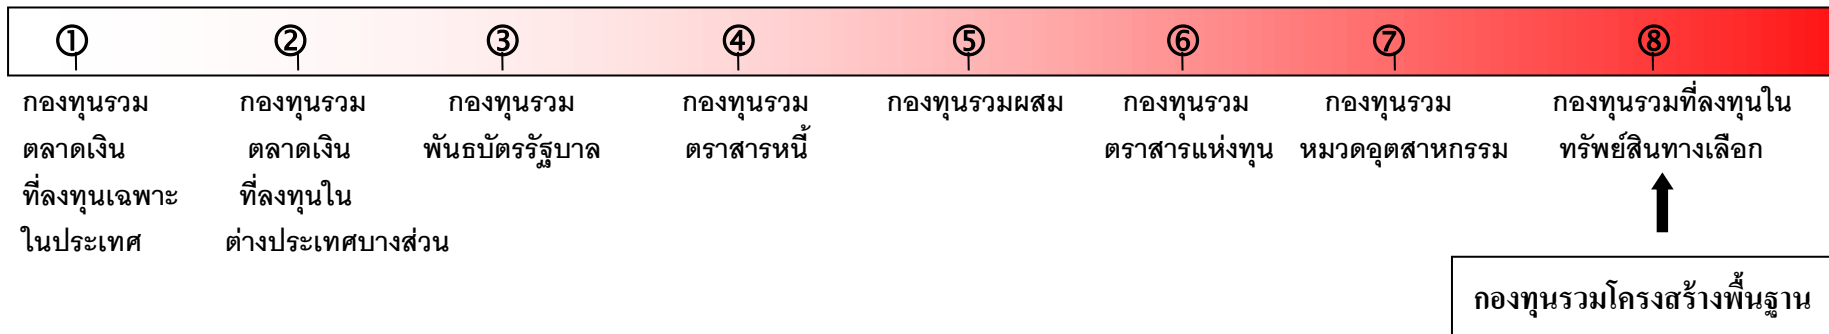 ① ② ③ ④ ⑤ ⑥ ⑦ ⑧
กองทุนรวม
ตลาดเงิน
ที่ลงทุนเฉพาะ
ในประเทศ
กองทุนรวม
ตลาดเงิน
ที่ลงทุนใน
ต่างประเทศบางส่วน
กองทุนรวม
พันธบัตรรัฐบาล
กองทุนรวม
ตราสารหนี้
กองทุนรวมผสม
กองทุนรวม
ตราสารแห่งทุน
กองทุนรวม
หมวดอุตสาหกรรม
กองทุนรวมที่ลงทุนใน
ทรัพย์สินทางเลือก
กองทุนรวมโครงสร้างพื้นฐาน